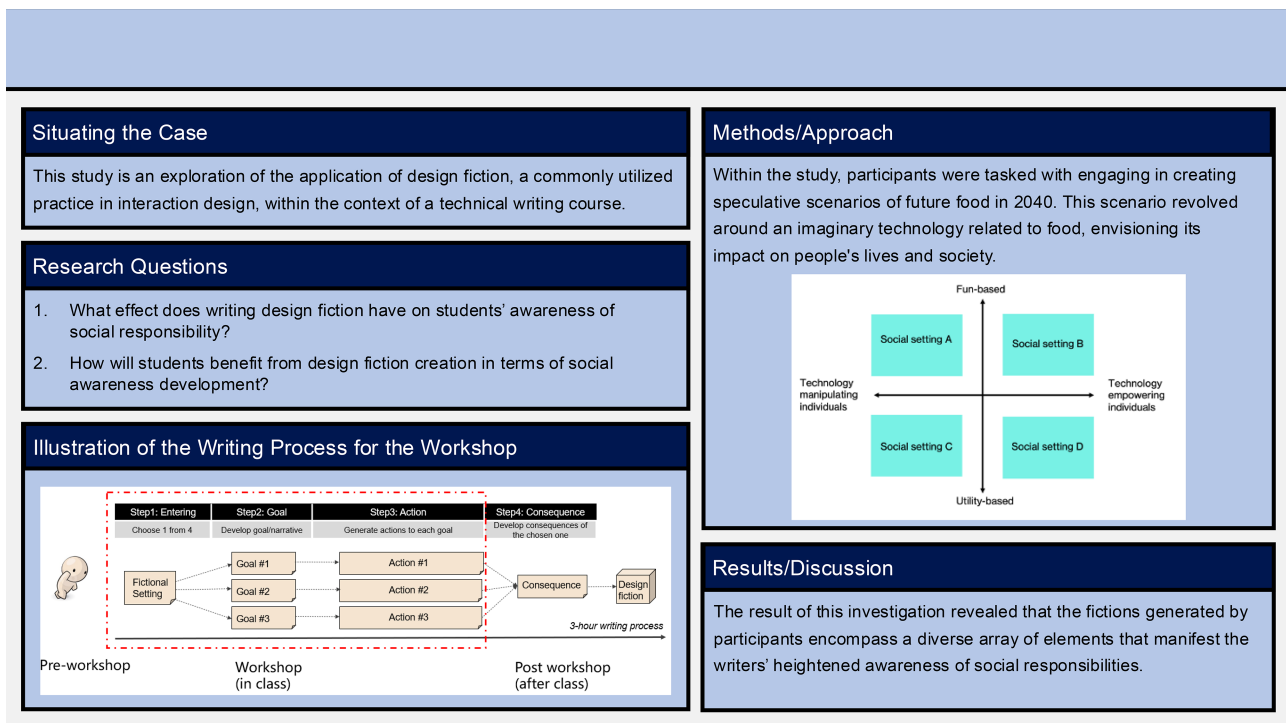 Situating the Case
This study is an exploration of the application of design fiction, a commonly utilized
practice in interaction design, within the context of a technical writing course.
Research Questions
1. What effect does writing design fiction have on students’ awareness of
social responsibility?
2. How will students benefit from design fiction creation in terms of social
awareness development?
Illustration of the Writing Process for the Workshop
Step1: Entering
Step2: Goal
Step3: Action
Step4: Consequence
Choose 1 from 4
Develop goal/narrative
Generate actions to each goal
Develop consequences of
the chosen one
Fictional
Setting
Goal #1
Goal #2
Goal #3
Action #1
Action #2
Action #3
Consequence
Design
fiction
3-hour writing process
Pre-workshop
Workshop
(in class)
Post workshop
(after class)
Methods/Approach
Within the study, participants were tasked with engaging in creating
speculative scenarios of future food in 2040. This scenario revolved
around an imaginary technology related to food, envisioning its
impact on people's lives and society.
Fun-based
Social setting A
Social setting B
Technology
manipulating
individuals
Technology
empowering
individuals
Social setting C
Social setting D
Utility-based
Results/Discussion
The result of this investigation revealed that the fictions generated by
participants encompass a diverse array of elements that manifest the
writers’ heightened awareness of social responsibilities.